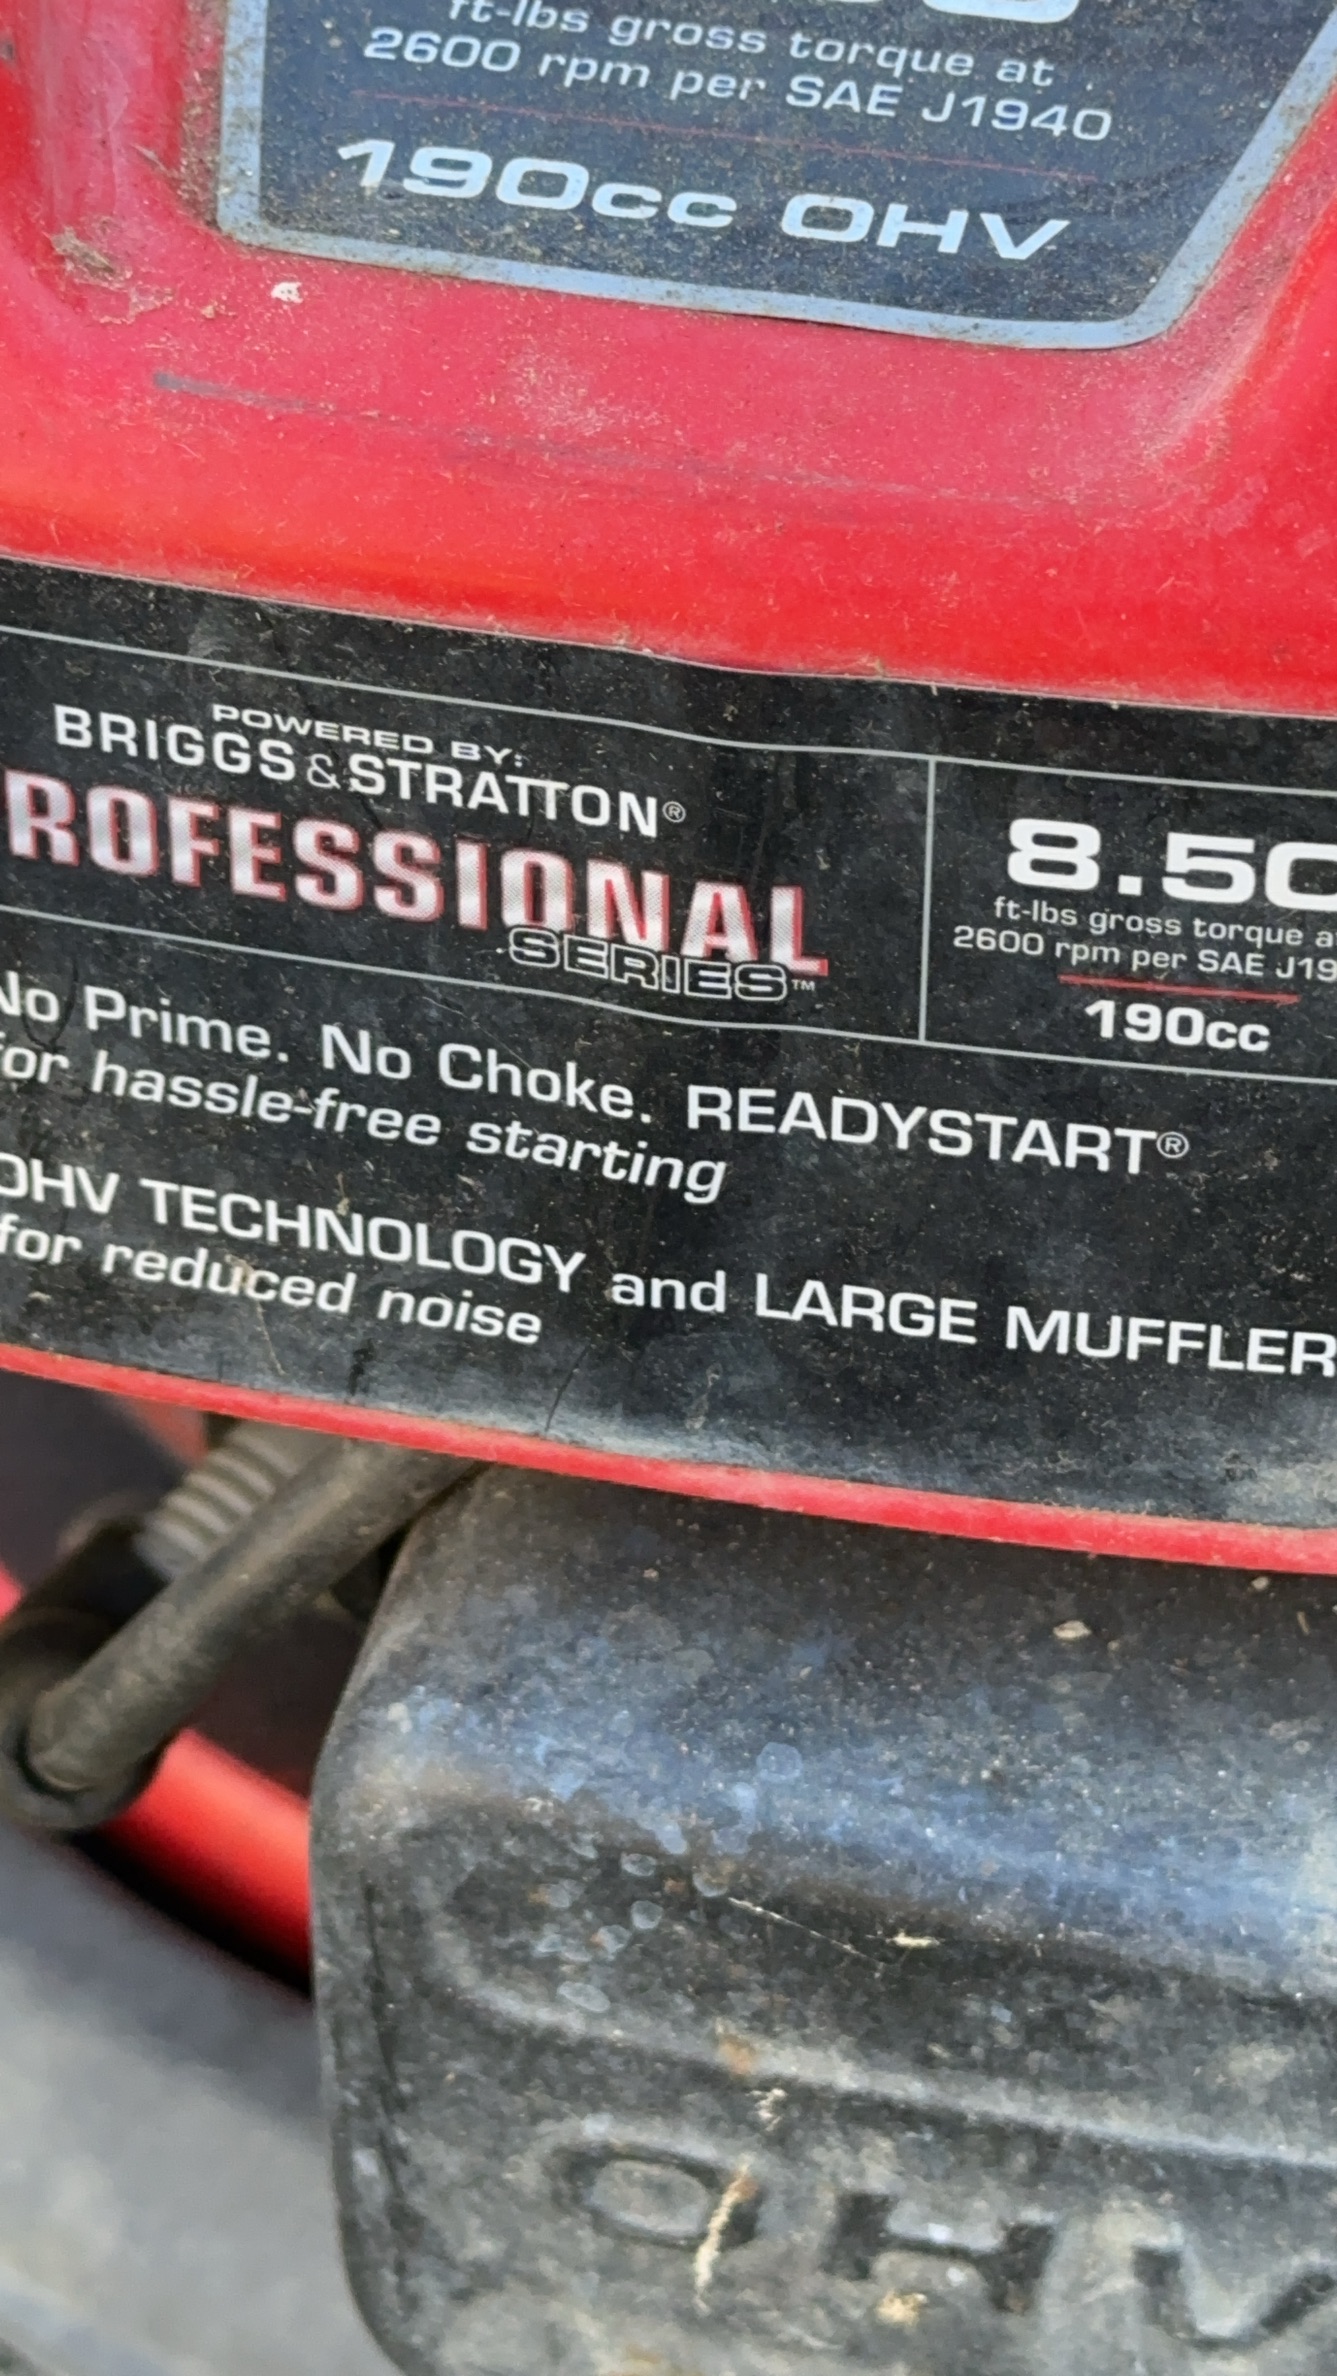 ft-lbs gross torque at
2600 rpm per SAE J1940
190cc OHV
POWERED BY:
BRIGGS & STRATTON®
ROFESSIONAL
SERIES™
8.50
ft-lbs gross torque a
2600 rpm per SAE J19
190cc
No Prime. No Choke. READYSTART®
for hassle-free starting
OHV TECHNOLOGY and LARGE MUFFLER
for reduced noise
OHV